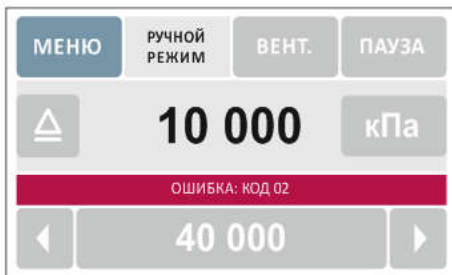 МЕНЮ
РУЧНОЙ
РЕЖИМ
ВЕНТ.
ПАУЗА
10 000
кПа
ОШИБКА: КОД 02
40 000